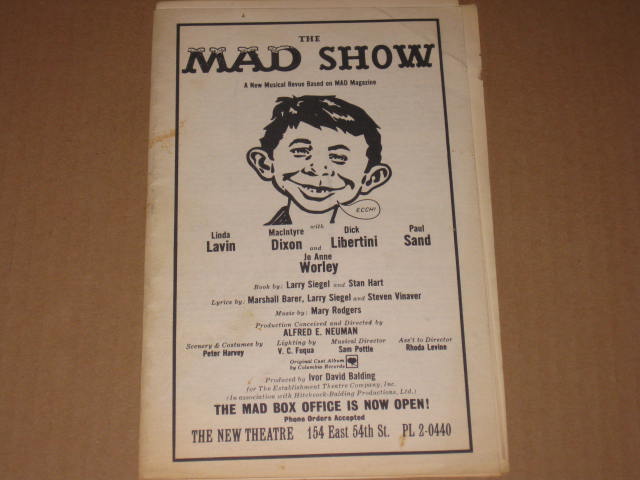 THE
MAD SHOW
A New Musical Revue Based on MAD Magazine
ECCH!
with
Linda Lavin
MacIntyre Dixon
and
Dick Libertini
Paul Sand
Jo Anne
Worley
Book by: Larry Siegel and Stan Hart
Lyrics by: Marshall Barer, Larry Siegel and Steven Vinaver
Music by: Mary Rodgers
Production Conceived and Directed by
ALFRED E. NEUMAN
Scenery & Costumes by
Peter Harvey
Lighting by
V. C. Fuqua
Musical Director
Sam Pottle
Ass't to Director
Rhoda Levine
Original Cast Album
by Columbia Records
Produced by Ivor David Balding
for The Establishment Theatre Company, Inc.
(In association with Hitchcock-Balding Productions, Ltd.)
THE MAD BOX OFFICE IS NOW OPEN!
Phone Orders Accepted
THE NEW THEATRE 154 East 54th St. PL 2-0440